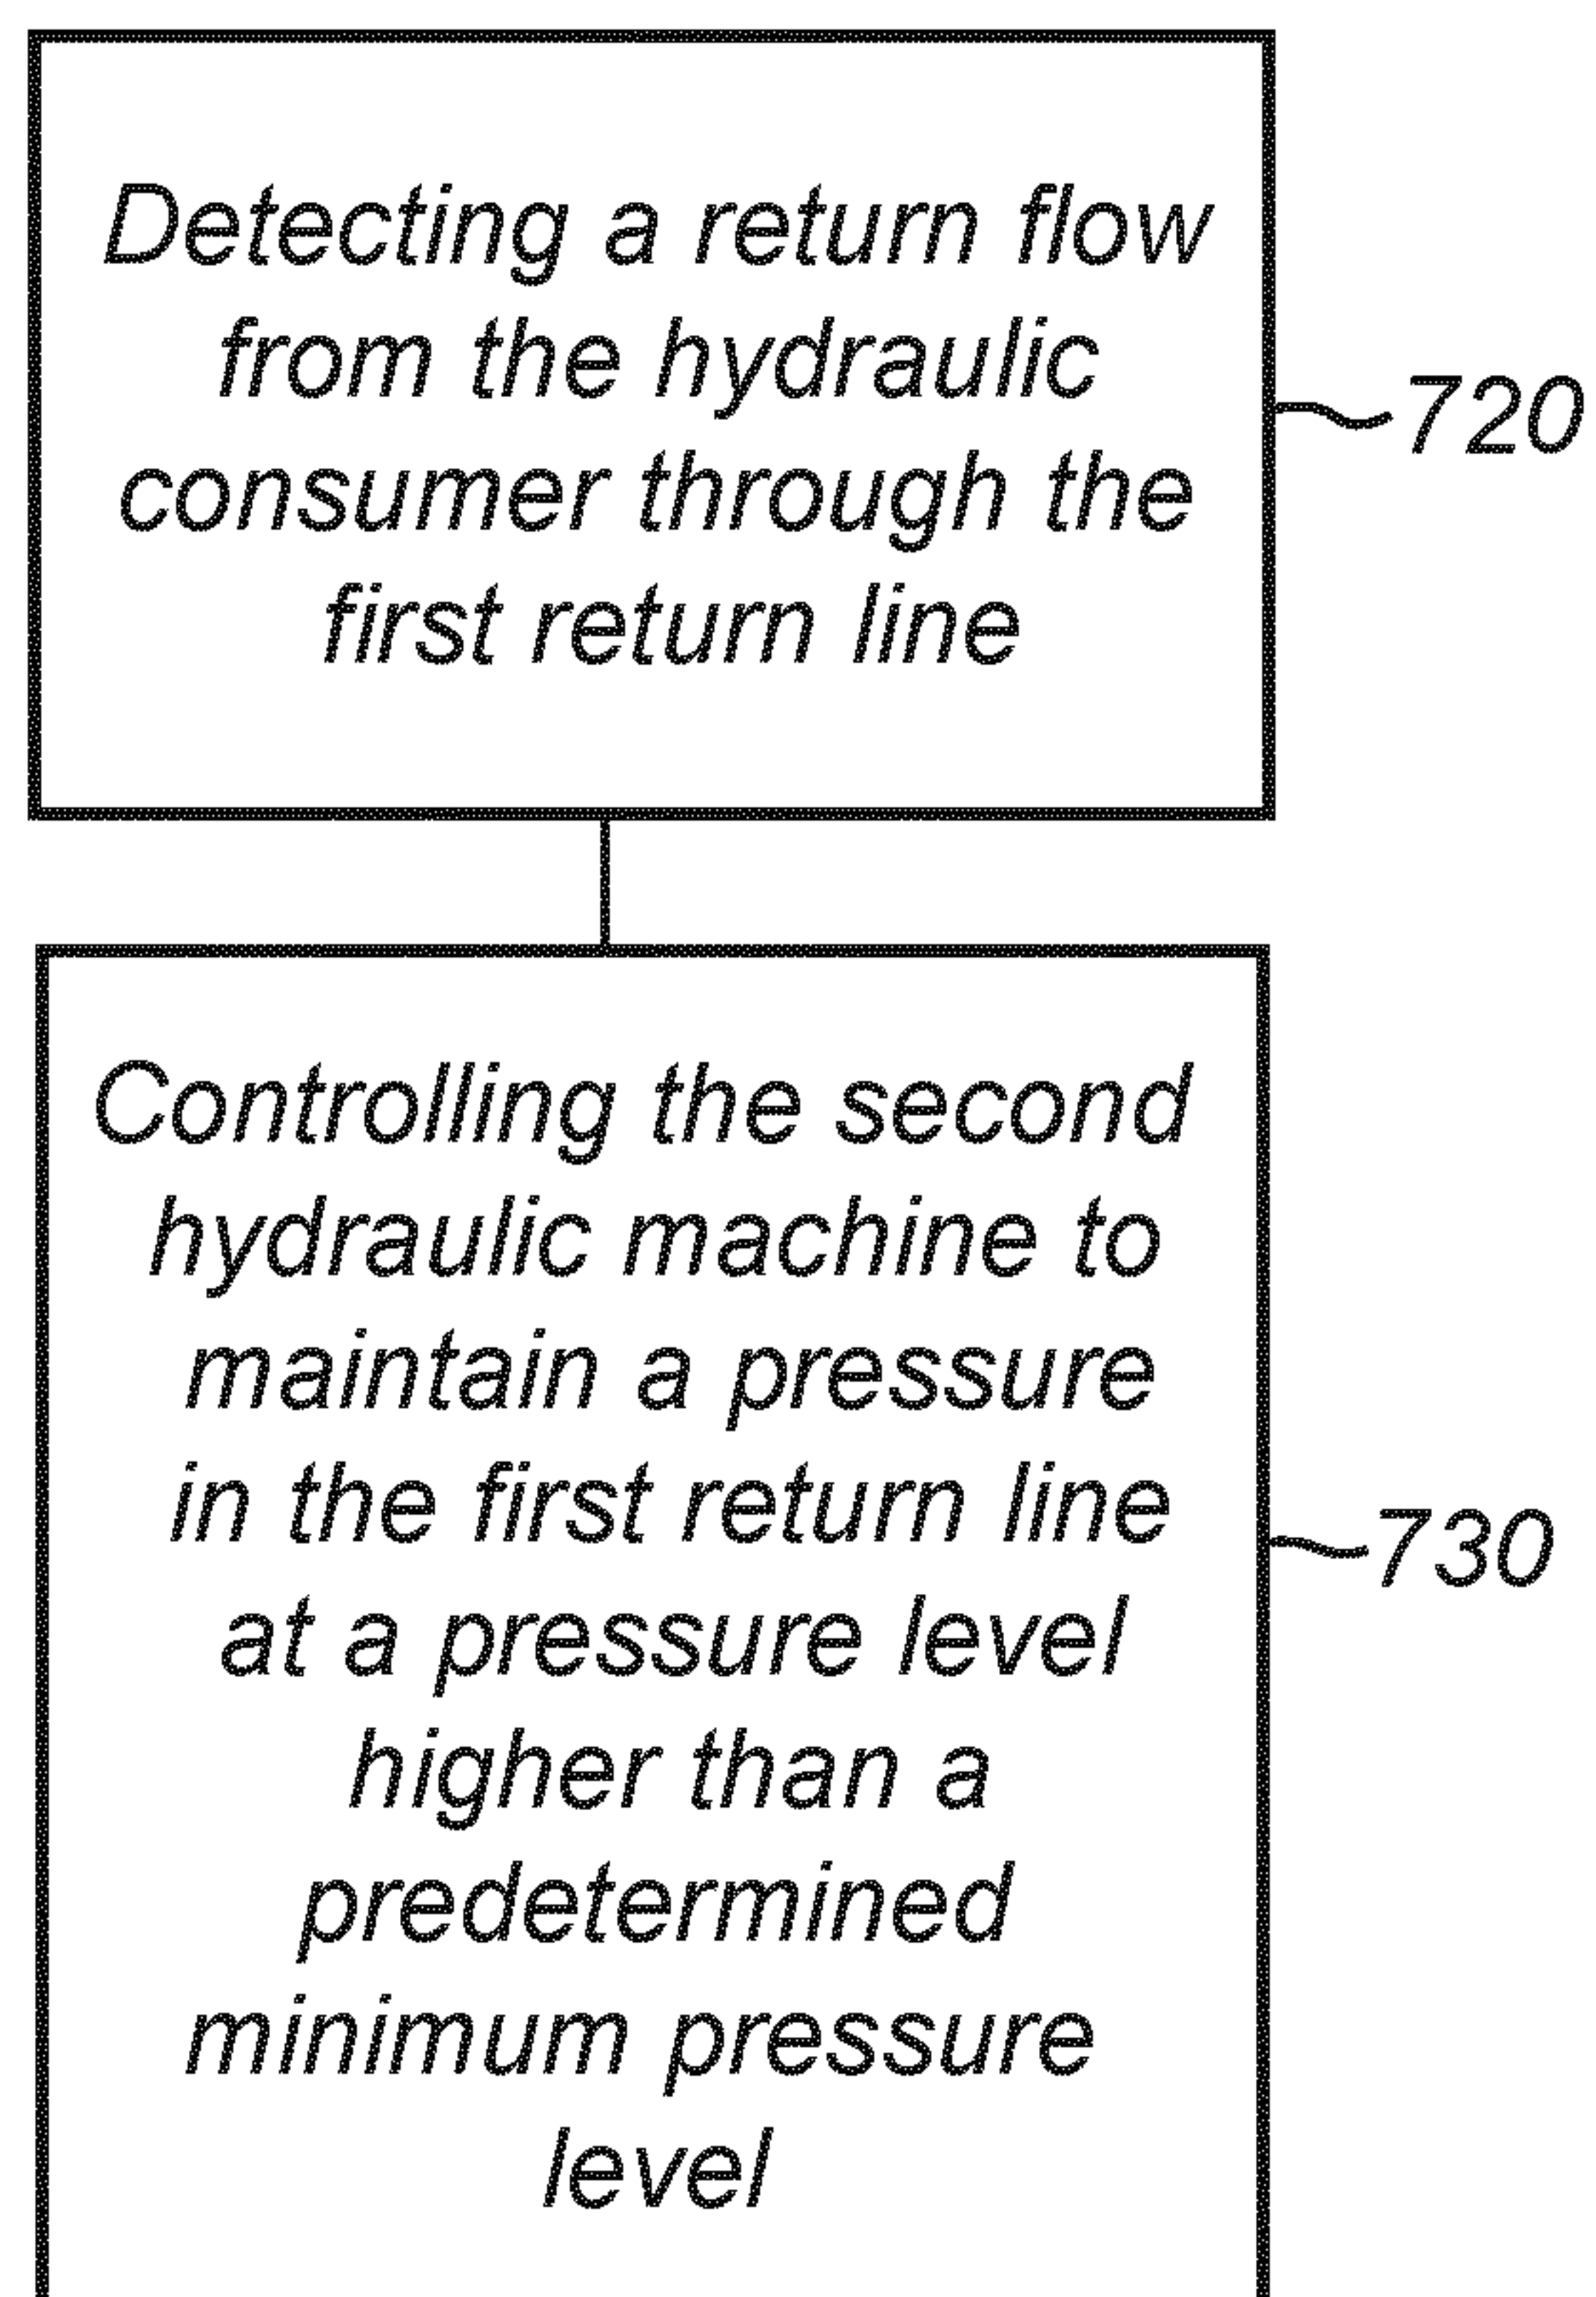 Detecting a return flow
from the hydraulic
consumer through the
first return line
720
Controlling the second
hydraulic machine to
maintain a pressure
in the first return line
at a pressure level
higher than a
predetermined
minimum pressure
level
730